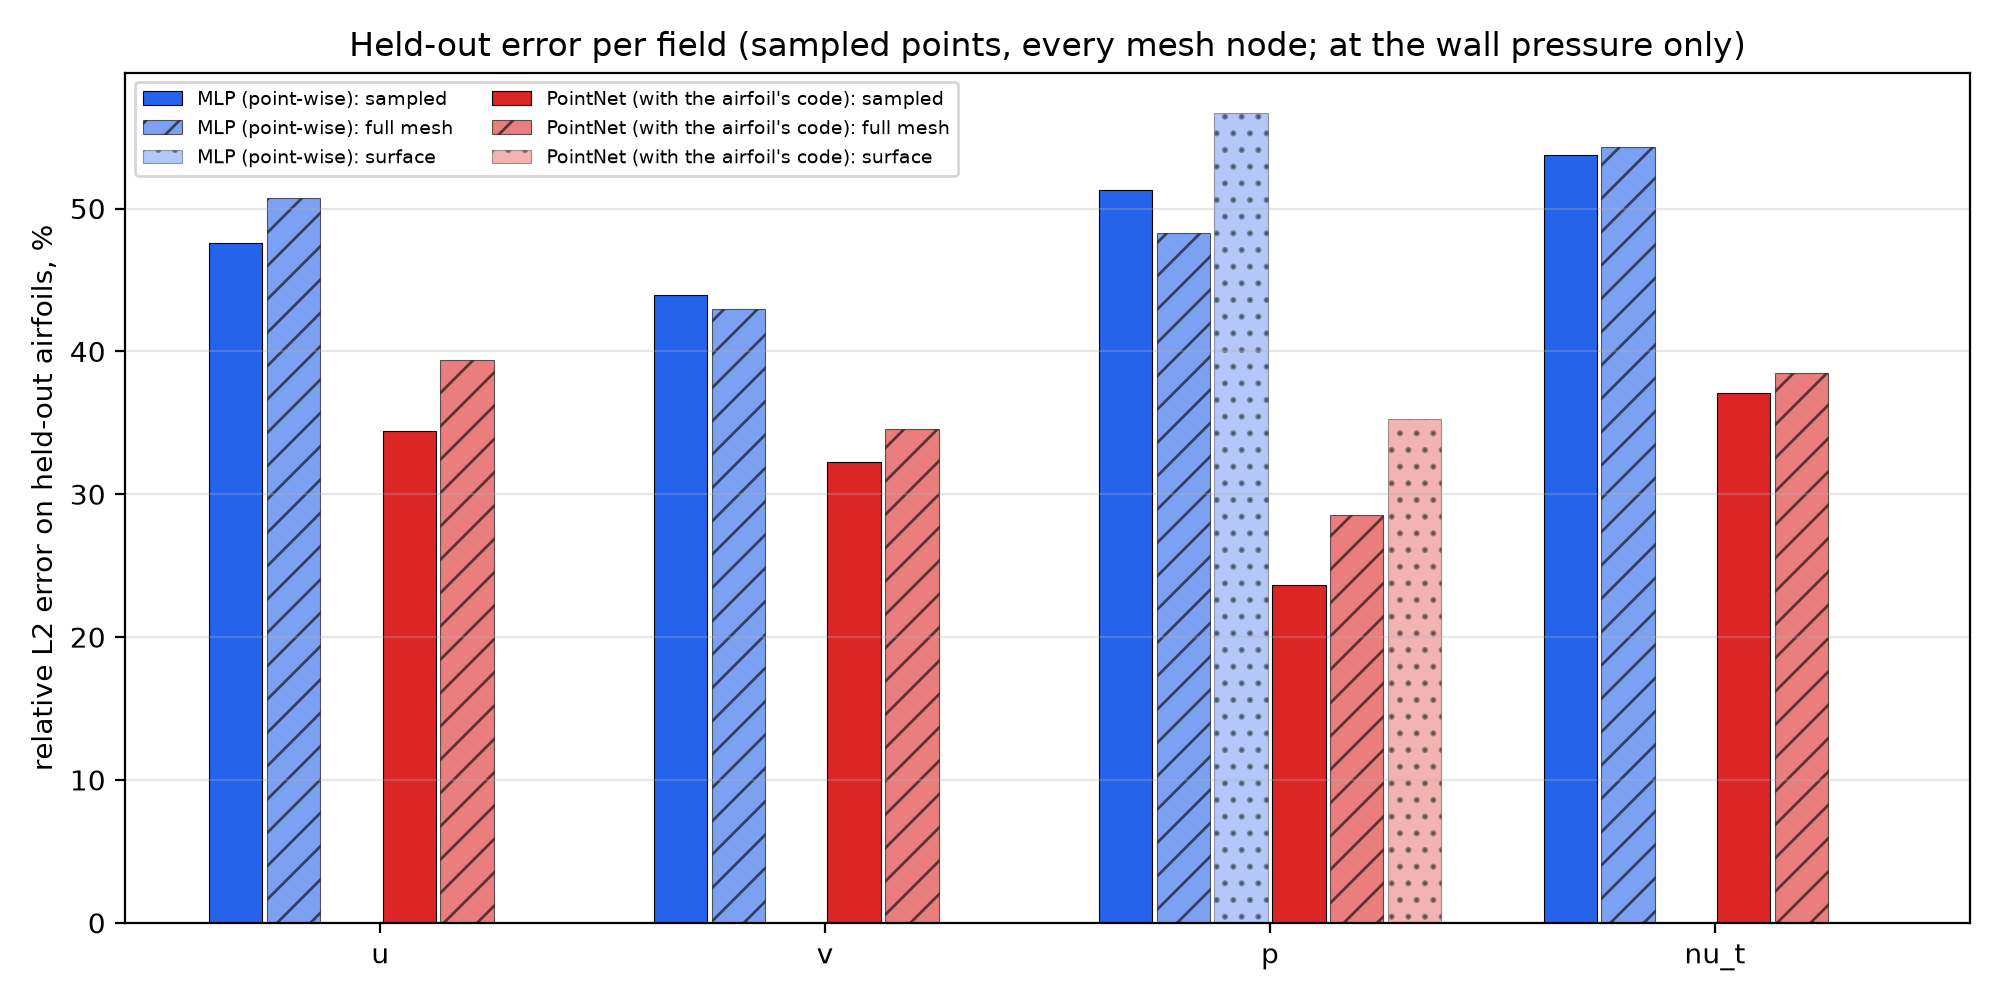 Held-out error per field (sampled points, every mesh node; at the wall pressure only)
MLP (point-wise): sampled
MLP (point-wise): full mesh
MLP (point-wise): surface
PointNet (with the airfoil's code): sampled
PointNet (with the airfoil's code): full mesh
PointNet (with the airfoil's code): surface
relative L2 error on held-out airfoils, %
50
40
30
20
10
0
u
v
p
nu_t